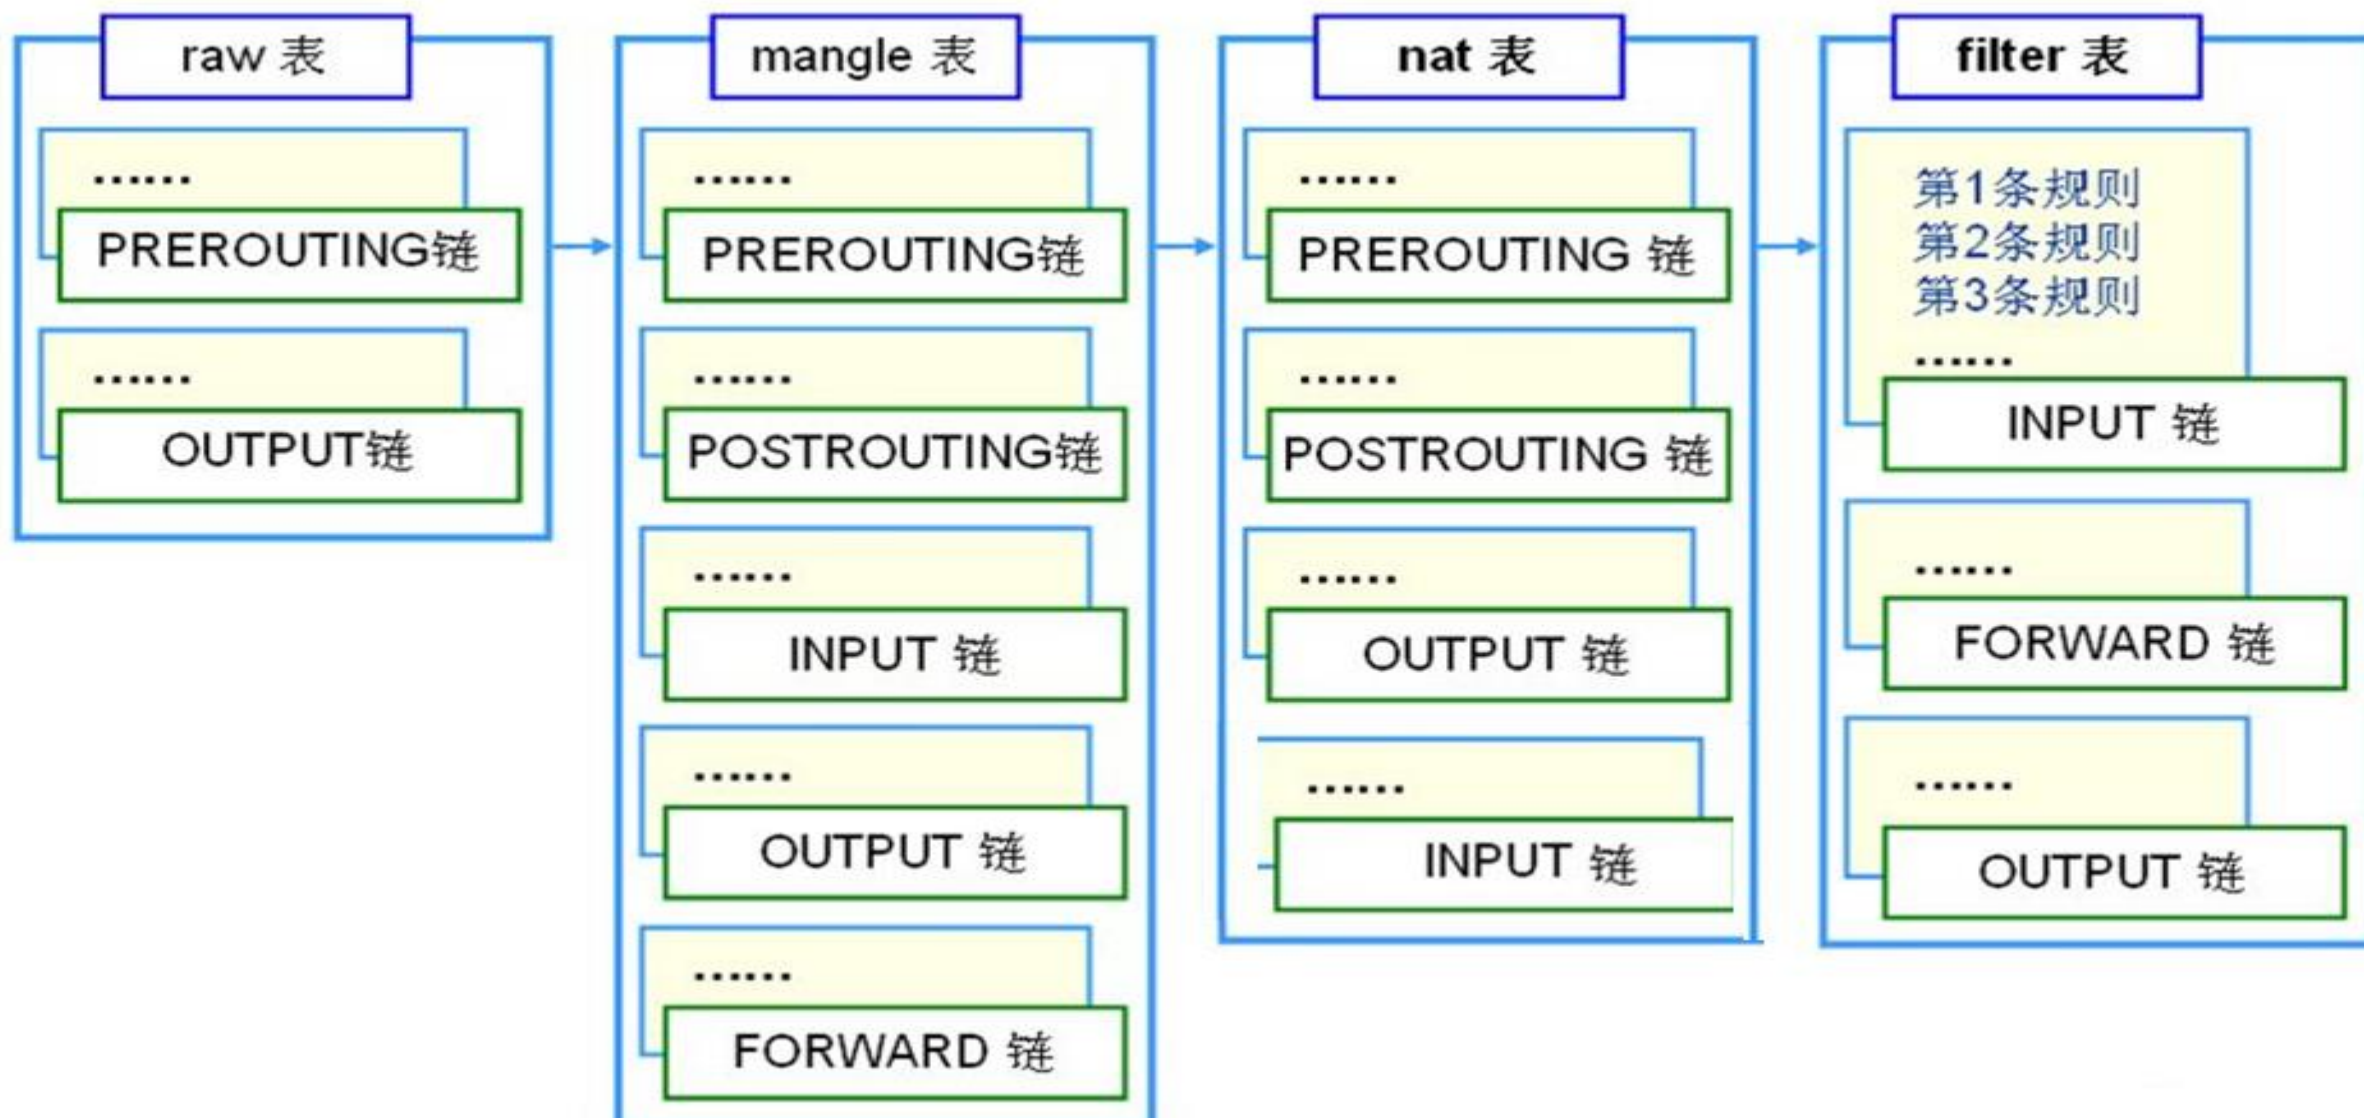 raw 表
……
PREROUTING链
……
OUTPUT链
mangle 表
……
PREROUTING链
……
POSTROUTING链
……
INPUT 链
……
OUTPUT 链
……
FORWARD 链
nat 表
……
PREROUTING 链
……
POSTROUTING 链
……
OUTPUT 链
……
INPUT 链
filter 表
第1条规则
第2条规则
第3条规则
……
INPUT 链
……
FORWARD 链
……
OUTPUT 链